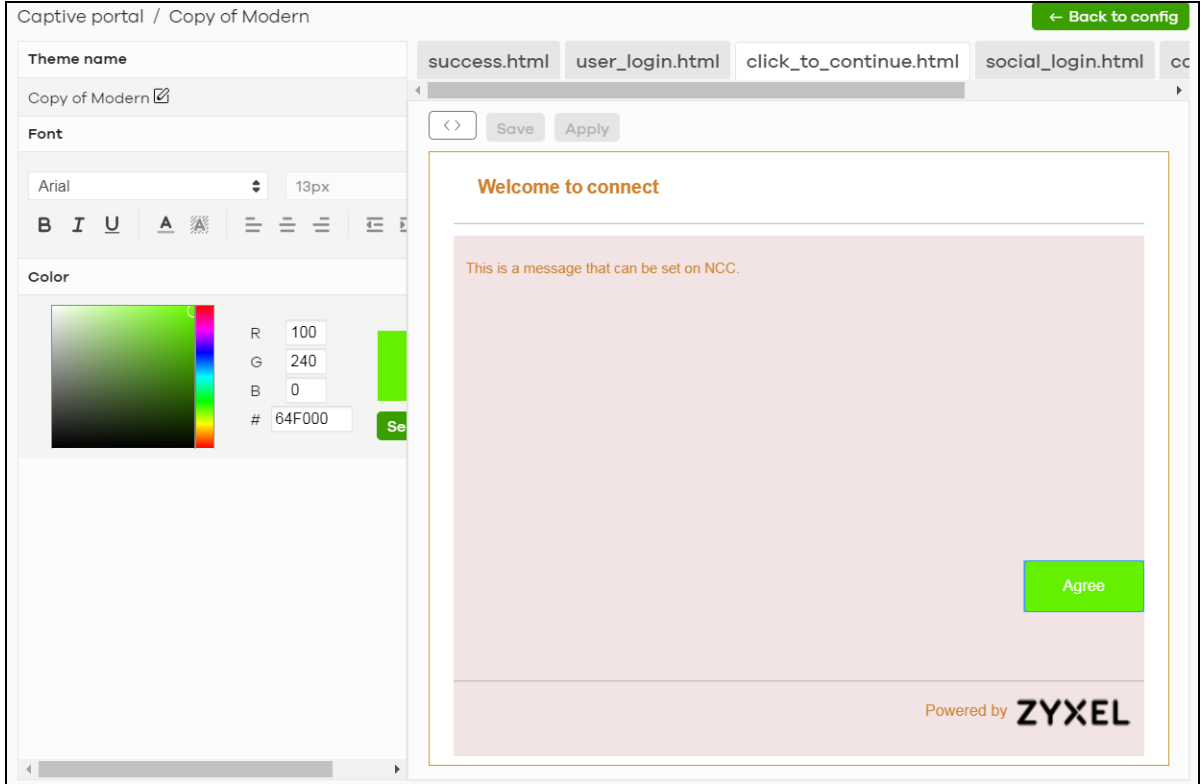 Captive portal / Copy of Modern
← Back to config
Theme name
Copy of Modern
Font
Arial
13px
B I U A A
Color
R 100
G 240
B 0
# 64F000
Se
success.html user_login.html click_to_continue.html social_login.html
<> Save Apply
Welcome to connect
This is a message that can be set on NCC.
Agree
Powered by ZYXEL